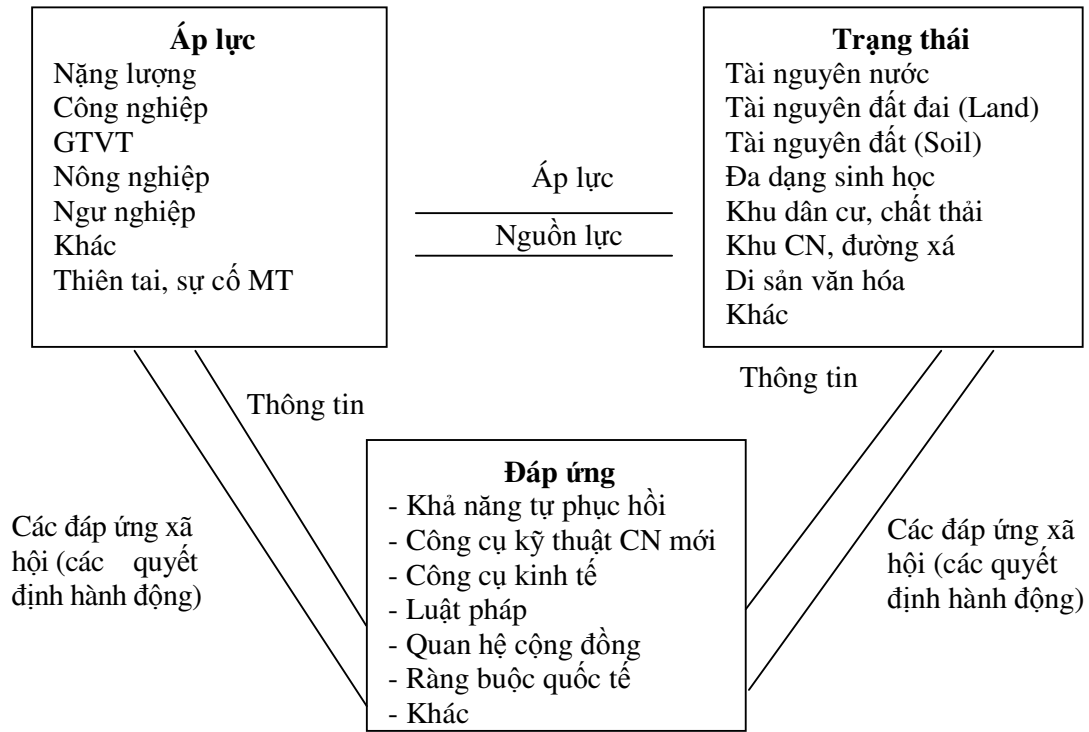 Áp lực
Nặng lượng
Công nghiệp
GTVT
Nông nghiệp
Ngư nghiệp
Khác
Thiên tai, sự cố MT
Áp lực
Nguồn lực
Trạng thái
Tài nguyên nước
Tài nguyên đất đai (Land)
Tài nguyên đất (Soil)
Đa dạng sinh học
Khu dân cư, chất thải
Khu CN, đường xá
Di sản văn hóa
Khác
Thông tin
Thông tin
Các đáp ứng xã
hội (các quyết
định hành động)
Đáp ứng
- Khả năng tự phục hồi
- Công cụ kỹ thuật CN mới
- Công cụ kinh tế
- Luật pháp
- Quan hệ cộng đồng
- Ràng buộc quốc tế
- Khác
Các đáp ứng xã
hội (các quyết
định hành động)